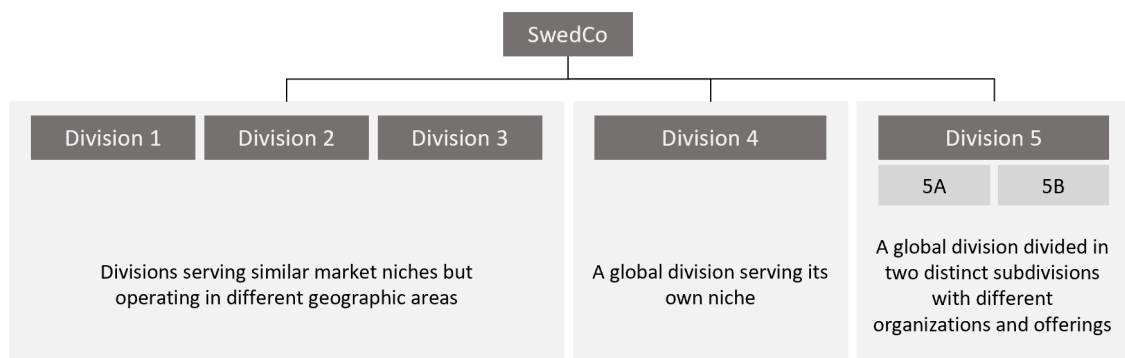 SwedCo
Division 1
Division 2
Division 3
Division 4
Division 5
5A
5B
Divisions serving similar market niches but
operating in different geographic areas
A global division serving its
own niche
A global division divided in
two distinct subdivisions
with different
organizations and offerings